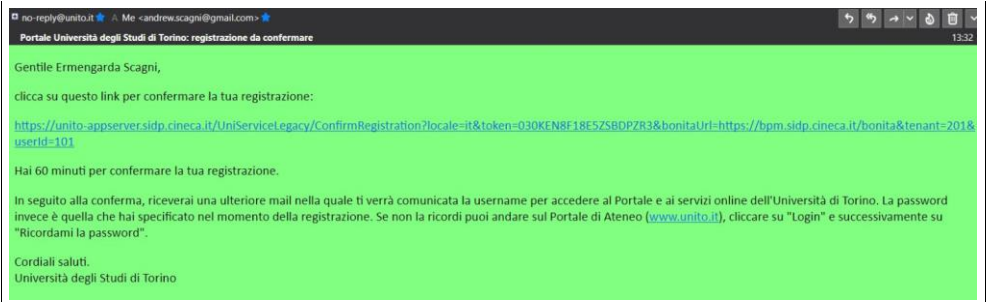 no-reply@unito.it A Me <andrew.scagni@gmail.com>
Portale Università degli Studi di Torino: registrazione da confermare 13:32
Gentile Ermengarda Scagni,
clicca su questo link per confermare la tua registrazione:
https://unito-appserver.sidp.cineca.it/UniServiceLegacy/ConfirmRegistration?locale=it&token=030KEN8F18E5ZSBDPZR3&bonitaUrl=https://bpm.sidp.cineca.it/bonita&tenant=201&
userId=101
Hai 60 minuti per confermare la tua registrazione.
In seguito alla conferma, riceverai una ulteriore mail nella quale ti verrà comunicata la username per accedere al Portale e ai servizi online dell'Università di Torino. La password
invece è quella che hai specificato nel momento della registrazione. Se non la ricordi puoi andare sul Portale di Ateneo (www.unito.it), cliccare su "Login" e successivamente su
"Ricordami la password".
Cordiali saluti.
Università degli Studi di Torino